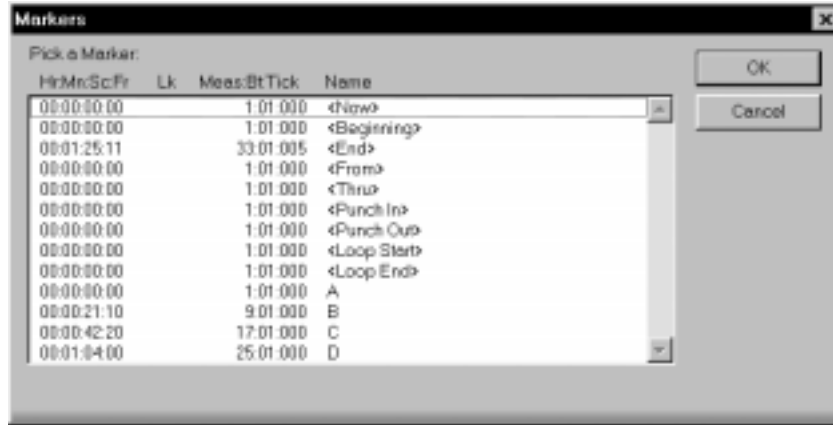 Markers
Pick a Marker:
Hr:Mn:Sc:Fr Lk Meas:Bt:Tick Name
00:00:00:00 1:01:000 <Now>
00:00:00:00 1:01:000 <Beginning>
00:01:25:11 33:01:005 <End>
00:00:00:00 1:01:000 <From>
00:00:00:00 1:01:000 <Thru>
00:00:00:00 1:01:000 <Punch In>
00:00:00:00 1:01:000 <Punch Out>
00:00:00:00 1:01:000 <Loop Start>
00:00:00:00 1:01:000 <Loop End>
00:00:00:00 1:01:000 A
00:00:21:10 9:01:000 B
00:00:42:20 17:01:000 C
00:01:04:00 25:01:000 D
OK
Cancel